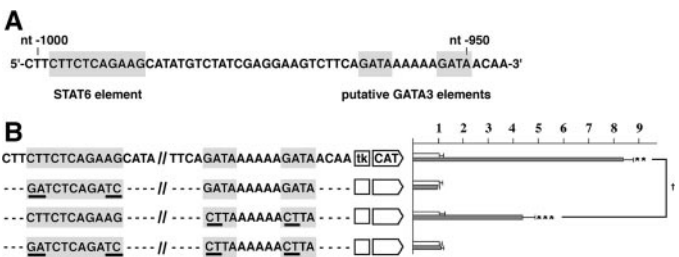 A
nt -1000 nt -950
5'-CTTCTTCTCAGAAGCATATGTCTATCGAGGAAGTCTTCAGATAAAAAAGATAACAA-3'
STAT6 element putative GATA3 elements
B
1 2 3 4 5 6 7 8 9
CTTCTTCTCAGAAGCATA // TTCAGATAAAAAAGATAACAA tk CAT **
----GATCTCAGATC---- // ----GATAAAAAAGATA----
†
----CTTCTCAGAAG---- // ----CTTAAAAAACTTA---- ***
----GATCTCAGATC---- // ----CTTAAAAAACTTA----